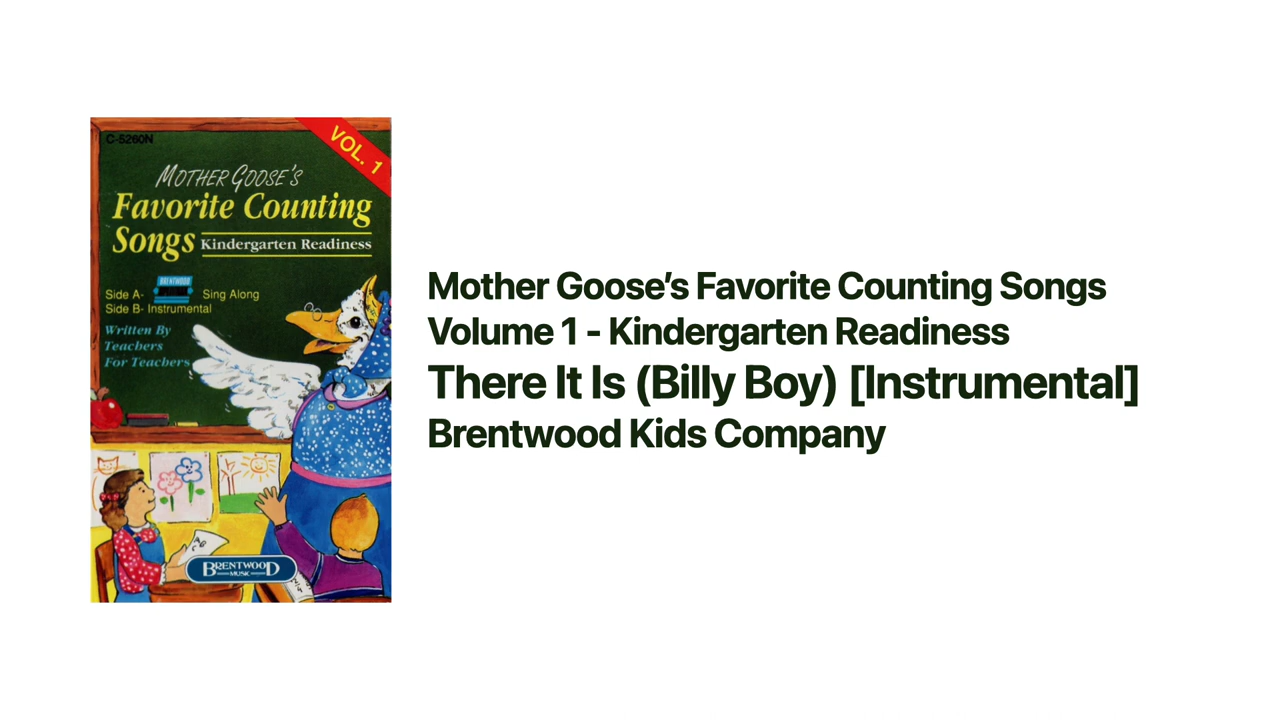 C-5260N
VOL. 1
MOTHER GOOSE'S
Favorite Counting
Songs Kindergarten Readiness
BRENTWOOD
Side A- Sing Along
Side B- Instrumental
Written By
Teachers
For Teachers
BRENTWOOD
MUSIC
Mother Goose’s Favorite Counting Songs
Volume 1 - Kindergarten Readiness
There It Is (Billy Boy) [Instrumental]
Brentwood Kids Company